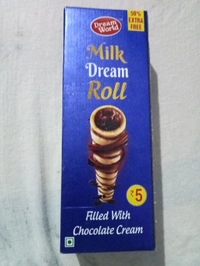 Dream
World
50%
EXTRA
FREE
Milk
Dream
Roll
₹5
Filled With
Chocolate Cream